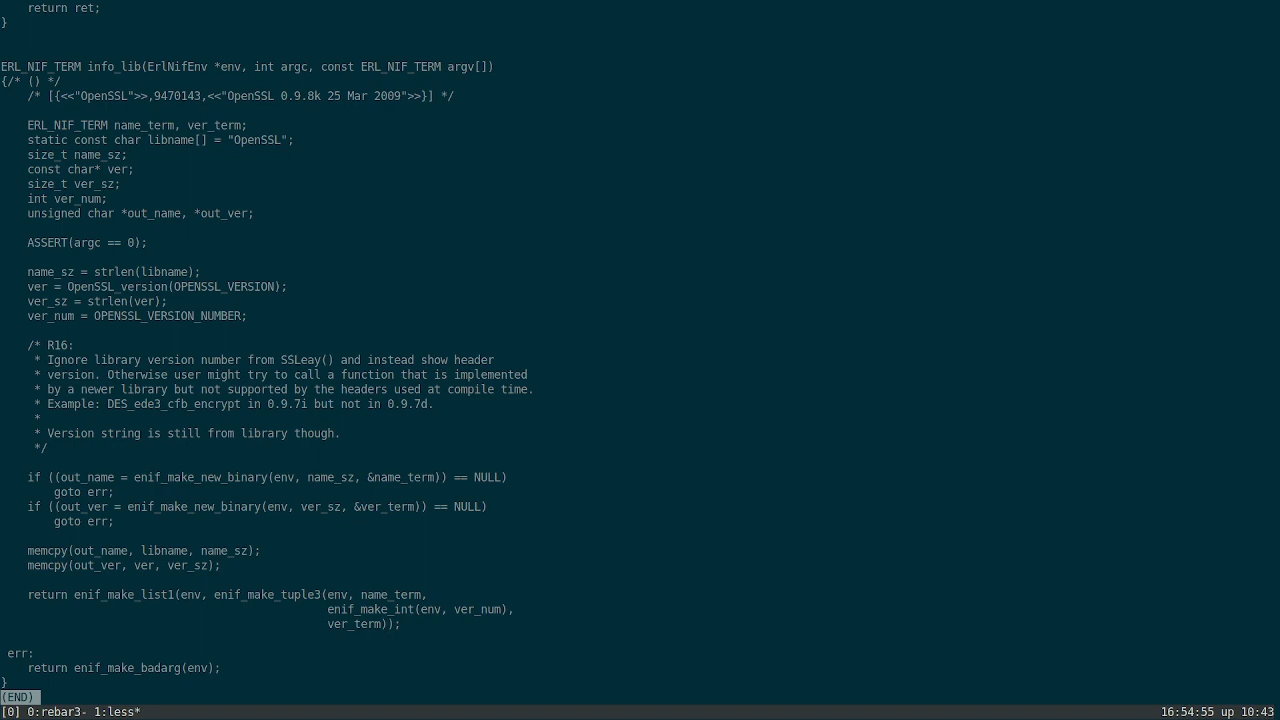 return ret;
}


ERL_NIF_TERM info_lib(ErlNifEnv *env, int argc, const ERL_NIF_TERM argv[])
{/* () */
    /* [{<<"OpenSSL">>,9470143,<<"OpenSSL 0.9.8k 25 Mar 2009">>}] */

    ERL_NIF_TERM name_term, ver_term;
    static const char libname[] = "OpenSSL";
    size_t name_sz;
    const char* ver;
    size_t ver_sz;
    int ver_num;
    unsigned char *out_name, *out_ver;

    ASSERT(argc == 0);

    name_sz = strlen(libname);
    ver = OpenSSL_version(OPENSSL_VERSION);
    ver_sz = strlen(ver);
    ver_num = OPENSSL_VERSION_NUMBER;

    /* R16:
     * Ignore library version number from SSLeay() and instead show header
     * version. Otherwise user might try to call a function that is implemented
     * by a newer library but not supported by the headers used at compile time.
     * Example: DES_ede3_cfb_encrypt in 0.9.7i but not in 0.9.7d.
     *
     * Version string is still from library though.
     */

    if ((out_name = enif_make_new_binary(env, name_sz, &name_term)) == NULL)
        goto err;
    if ((out_ver = enif_make_new_binary(env, ver_sz, &ver_term)) == NULL)
        goto err;

    memcpy(out_name, libname, name_sz);
    memcpy(out_ver, ver, ver_sz);

    return enif_make_list1(env, enif_make_tuple3(env, name_term,
                                                 enif_make_int(env, ver_num),
                                                 ver_term));

 err:
    return enif_make_badarg(env);
}
(END)
[0] 0:rebar3- 1:less* 16:54:55 up 10:43